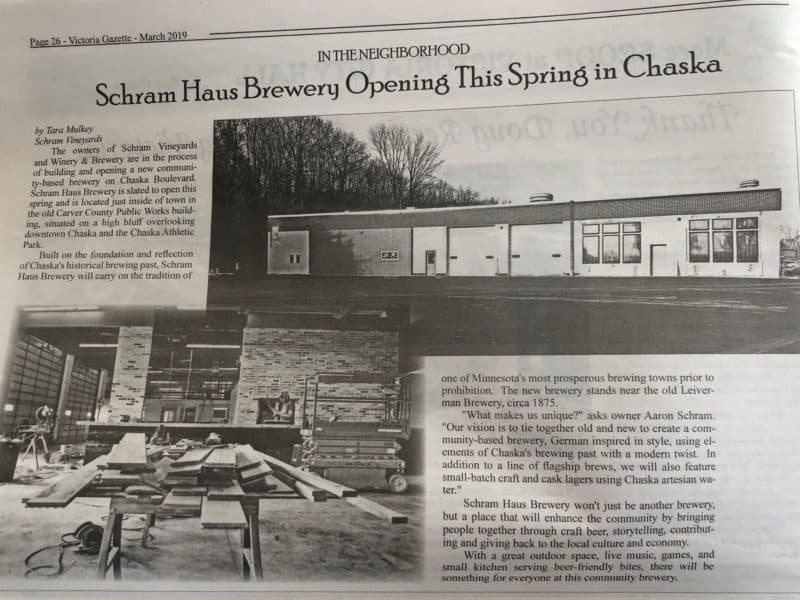 Page 26 - Victoria Gazette - March 2019
IN THE NEIGHBORHOOD
Schram Haus Brewery Opening This Spring in Chaska
by Tara Mulkey
Schram Vineyards
The owners of Schram Vineyards
and Winery & Brewery are in the process
of building and opening a new communi-
ty-based brewery on Chaska Boulevard.
Schram Haus Brewery is slated to open this
spring and is located just inside of town in
the old Carver County Public Works build-
ing, situated on a high bluff overlooking
downtown Chaska and the Chaska Athletic
Park.
Built on the foundation and reflection
of Chaska's historical brewing past, Schram
Haus Brewery will carry on the tradition of
one of Minnesota's most prosperous brewing towns prior to
prohibition. The new brewery stands near the old Leiver-
man Brewery, circa 1875.
"What makes us unique?" asks owner Aaron Schram.
"Our vision is to tie together old and new to create a com-
munity-based brewery, German inspired in style, using el-
ements of Chaska's brewing past with a modern twist. In
addition to a line of flagship brews, we will also feature
small-batch craft and cask lagers using Chaska artesian wa-
ter."
Schram Haus Brewery won't just be another brewery,
but a place that will enhance the community by bringing
people together through craft beer, storytelling, contribut-
ing and giving back to the local culture and economy.
With a great outdoor space, live music, games, and
small kitchen serving beer-friendly bites, there will be
something for everyone at this community brewery.